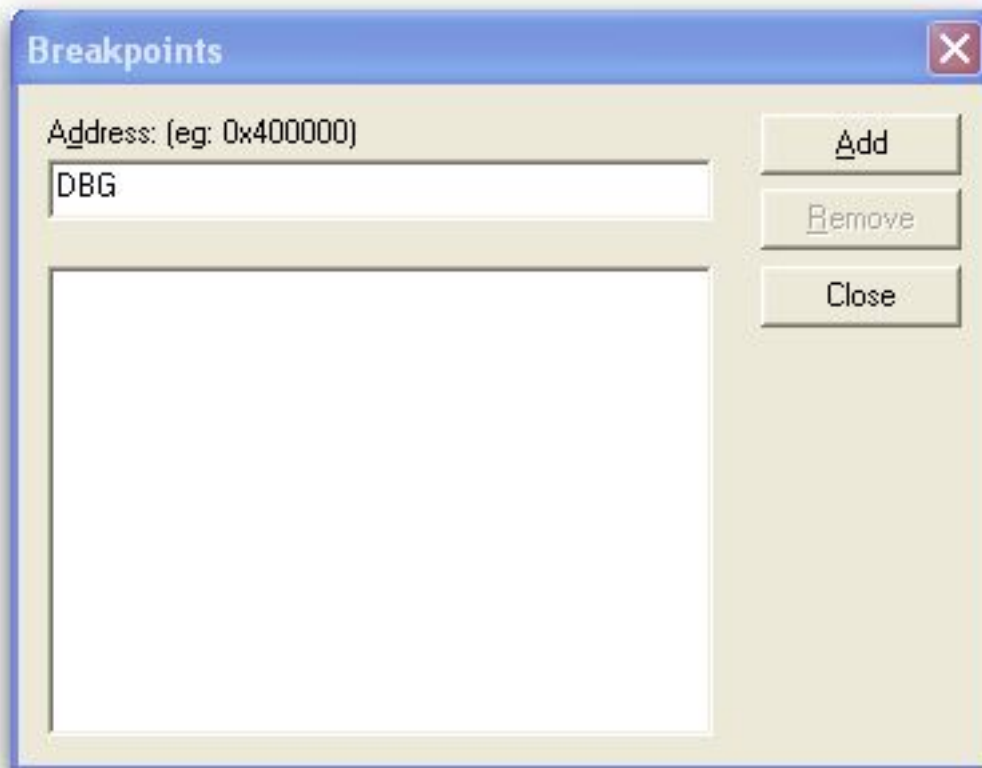 Breakpoints
Address: (eg: 0x400000)
DBG
Add
Remove
Close